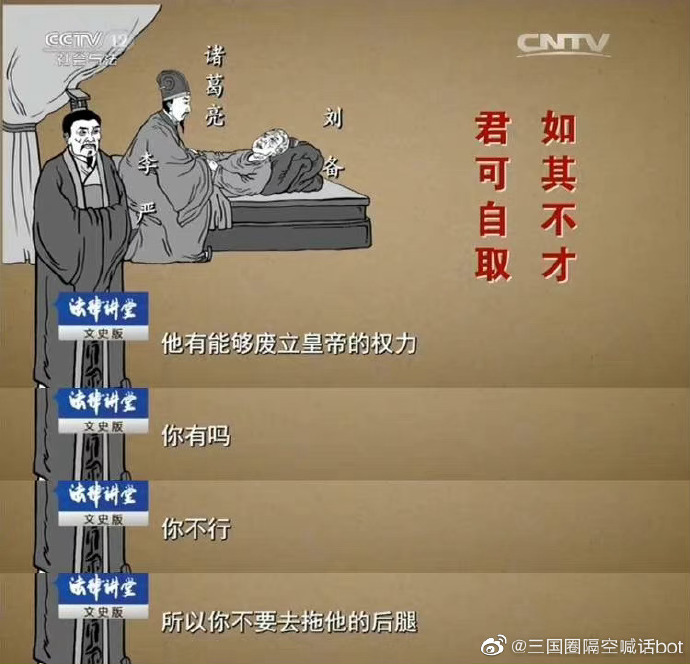 CCTV 12
社会与法
CNTV
诸葛亮
刘备
李严
如其不才
君可自取
法律讲堂
文史版
他有能够废立皇帝的权力
法律讲堂
文史版
你有吗
法律讲堂
文史版
你不行
法律讲堂
文史版
所以你不要去拖他的后腿
@三国圈隔空喊话bot